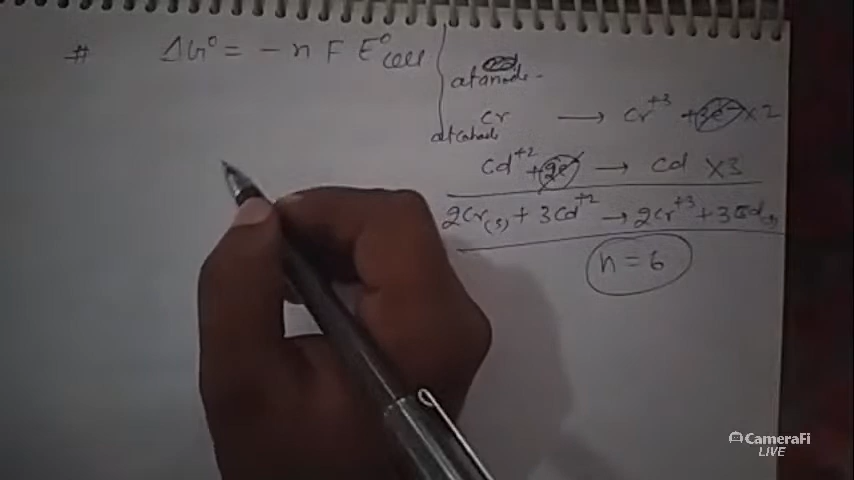 # ΔG° = - n F E°cell
at anode -
Cr → Cr+3 + 3e- x 2
at cathode
Cd+2 + 2e- → Cd x3
2Cr(s) + 3Cd+2 → 2Cr+3 + 3Cd(s)
n = 6
CameraFi
LIVE